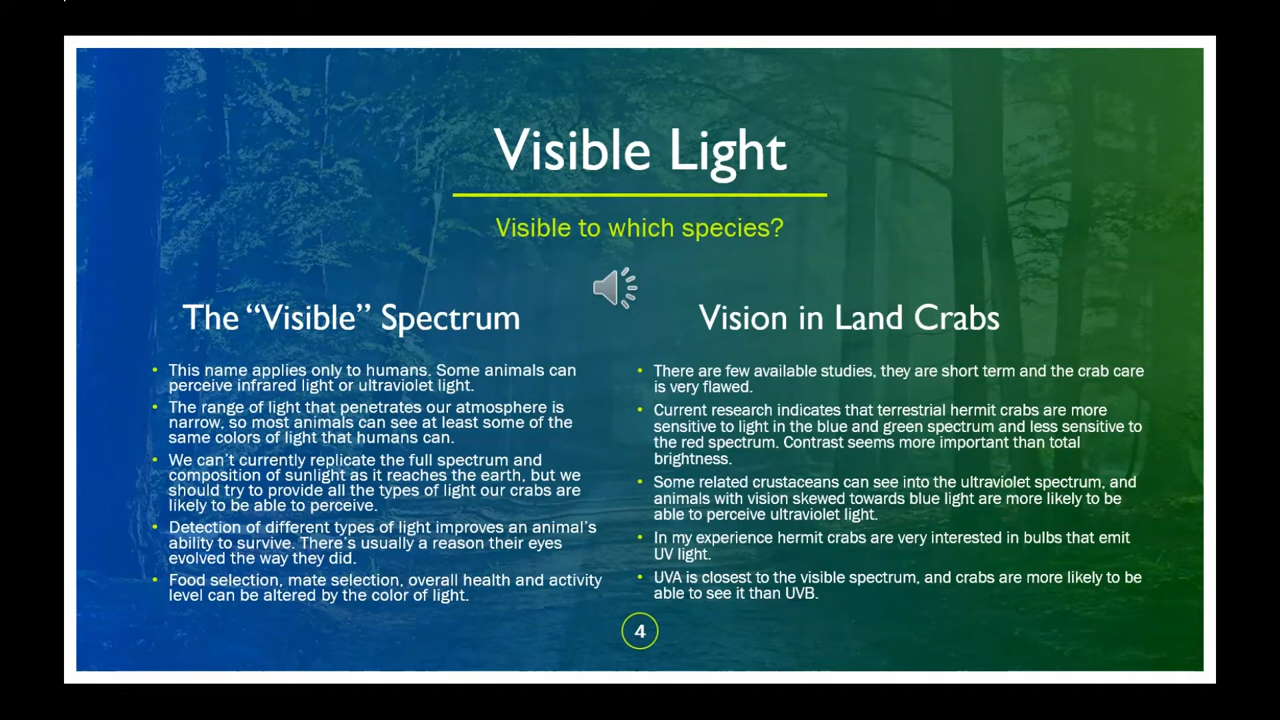 Visible Light
Visible to which species?
The “Visible” Spectrum
• This name applies only to humans. Some animals can
perceive infrared light or ultraviolet light.
• The range of light that penetrates our atmosphere is
narrow, so most animals can see at least some of the
same colors of light that humans can.
• We can’t currently replicate the full spectrum and
composition of sunlight as it reaches the earth, but we
should try to provide all the types of light our crabs are
likely to be able to perceive.
• Detection of different types of light improves an animal’s
ability to survive. There’s usually a reason their eyes
evolved the way they did.
• Food selection, mate selection, overall health and activity
level can be altered by the color of light.
Vision in Land Crabs
• There are few available studies, they are short term and the crab care
is very flawed.
• Current research indicates that terrestrial hermit crabs are more
sensitive to light in the blue and green spectrum and less sensitive to
the red spectrum. Contrast seems more important than total
brightness.
• Some related crustaceans can see into the ultraviolet spectrum, and
animals with vision skewed towards blue light are more likely to be
able to perceive ultraviolet light.
• In my experience hermit crabs are very interested in bulbs that emit
UV light.
• UVA is closest to the visible spectrum, and crabs are more likely to be
able to see it than UVB.
4